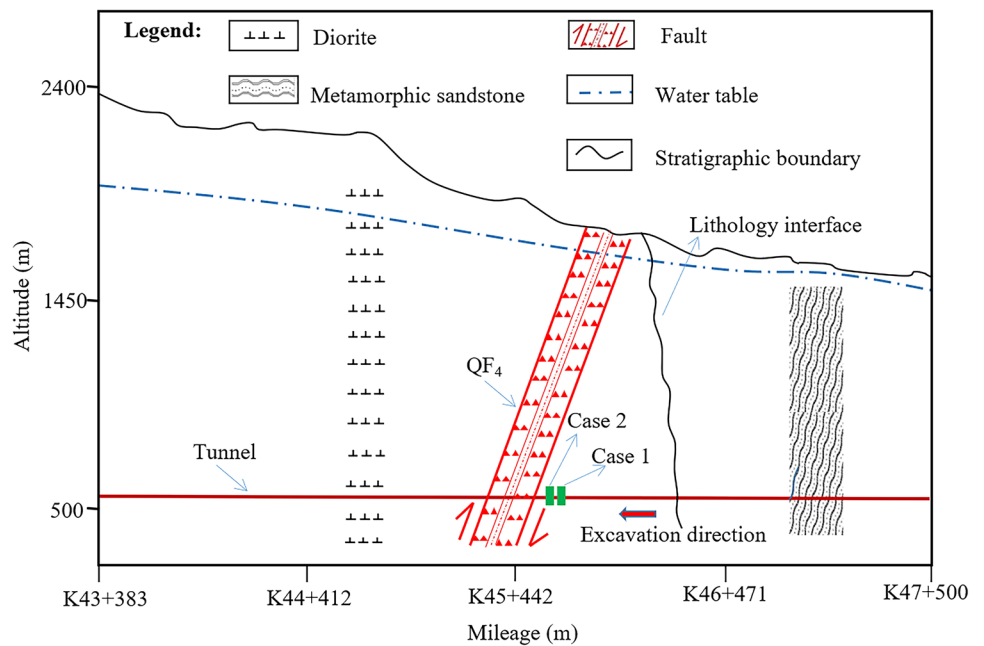 Legend:
Diorite
Fault
Metamorphic sandstone
Water table
Stratigraphic boundary
2400
1450
500
Altitude (m)
Lithology interface
QF4
Case 2
Case 1
Tunnel
Excavation direction
K43+383
K44+412
K45+442
K46+471
K47+500
Mileage (m)